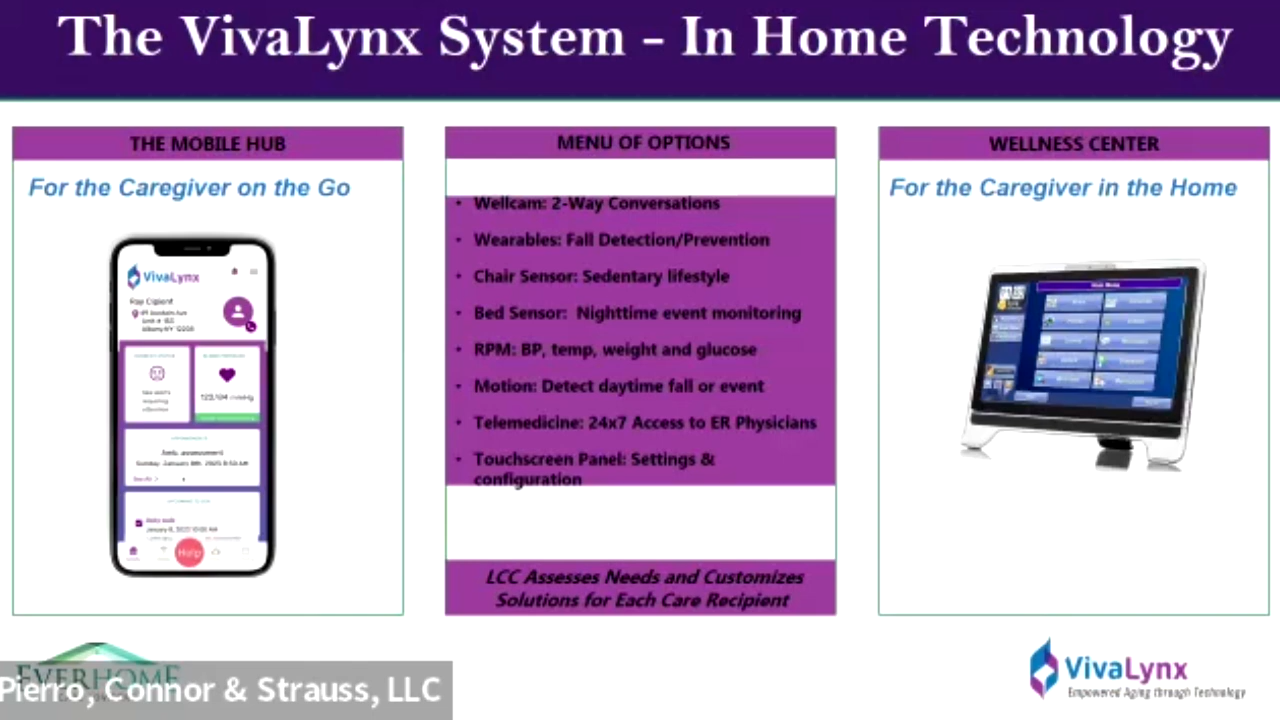 The VivaLynx System - In Home Technology
THE MOBILE HUB
For the Caregiver on the Go
VivaLynx
Help
MENU OF OPTIONS
• Wellcam: 2-Way Conversations
• Wearables: Fall Detection/Prevention
• Chair Sensor: Sedentary lifestyle
• Bed Sensor: Nighttime event monitoring
• RPM: BP, temp, weight and glucose
• Motion: Detect daytime fall or event
• Telemedicine: 24x7 Access to ER Physicians
• Touchscreen Panel: Settings &
configuration
LCC Assesses Needs and Customizes
Solutions for Each Care Recipient
WELLNESS CENTER
For the Caregiver in the Home
EVERHOME
Pierro, Connor & Strauss, LLC
VivaLynx
Empowered Aging through Technology